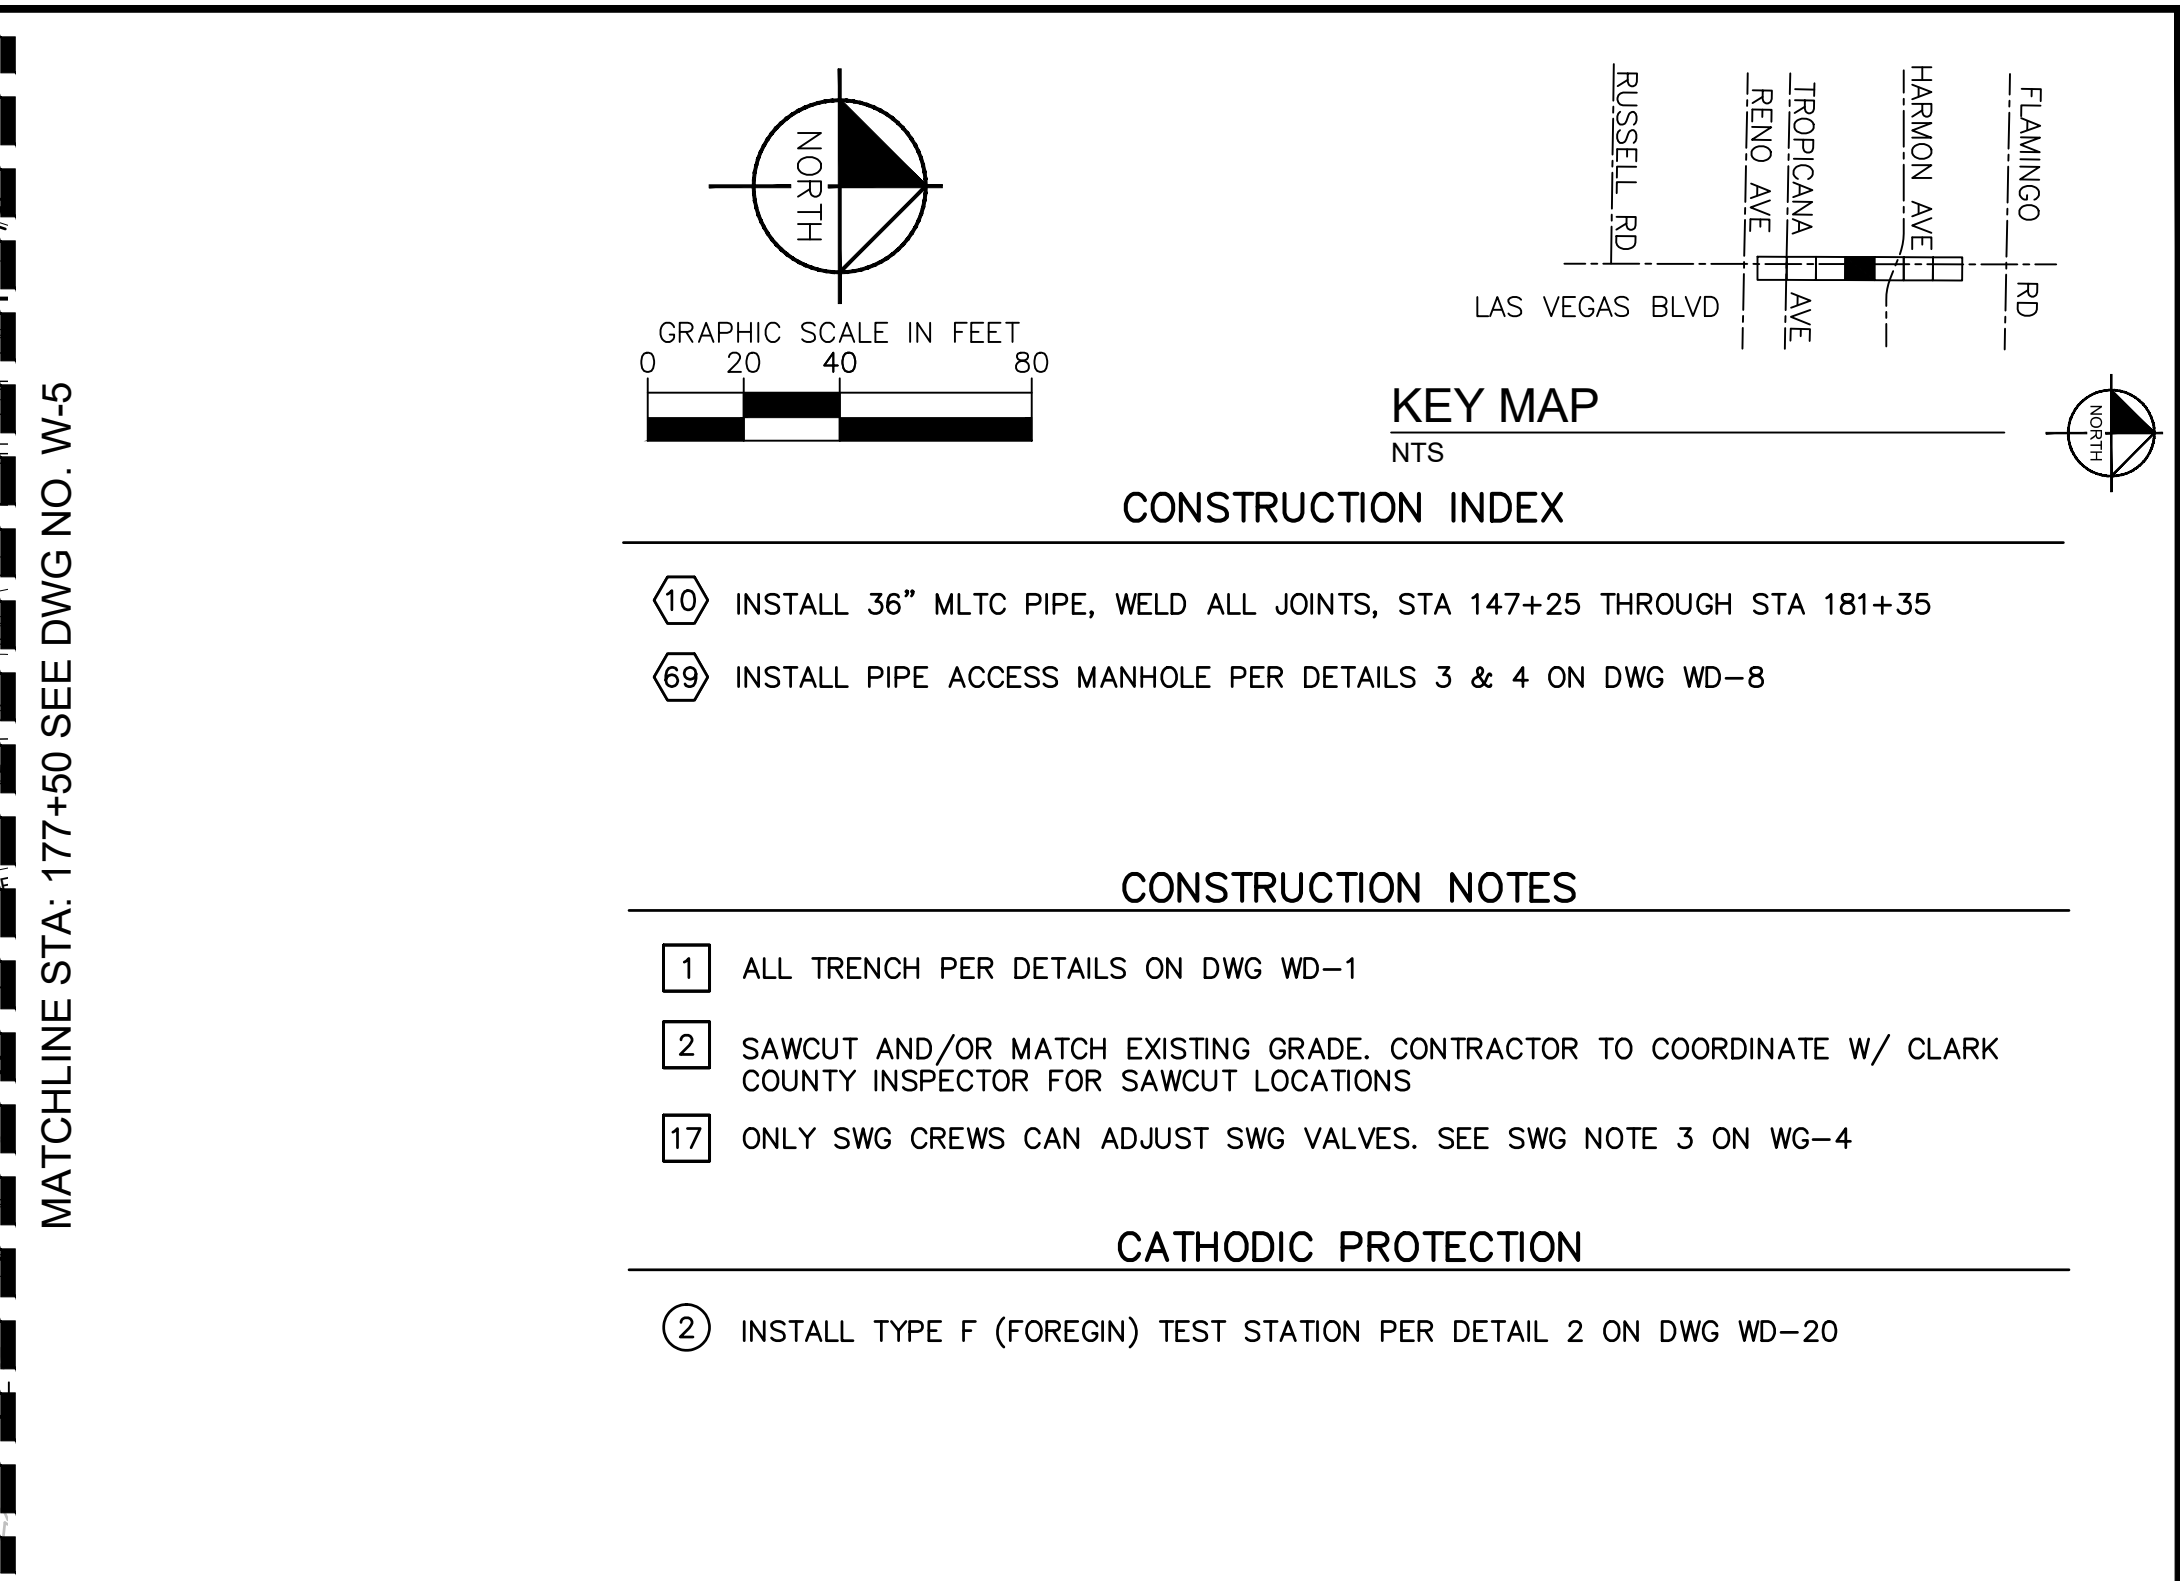 MATCHLINE STA: 177+50 SEE DWG NO. W-5
NORTH
GRAPHIC SCALE IN FEET
0 20 40 80
RUSSELL RD
RENO AVE
TROPICANA AVE
HARMON AVE
FLAMINGO RD
LAS VEGAS BLVD
KEY MAP
NTS
NORTH
CONSTRUCTION INDEX
10 INSTALL 36” MLTC PIPE, WELD ALL JOINTS, STA 147+25 THROUGH STA 181+35
69 INSTALL PIPE ACCESS MANHOLE PER DETAILS 3 & 4 ON DWG WD-8
CONSTRUCTION NOTES
1 ALL TRENCH PER DETAILS ON DWG WD-1
2 SAWCUT AND/OR MATCH EXISTING GRADE. CONTRACTOR TO COORDINATE W/ CLARK
COUNTY INSPECTOR FOR SAWCUT LOCATIONS
17 ONLY SWG CREWS CAN ADJUST SWG VALVES. SEE SWG NOTE 3 ON WG-4
CATHODIC PROTECTION
2 INSTALL TYPE F (FOREGIN) TEST STATION PER DETAIL 2 ON DWG WD-20